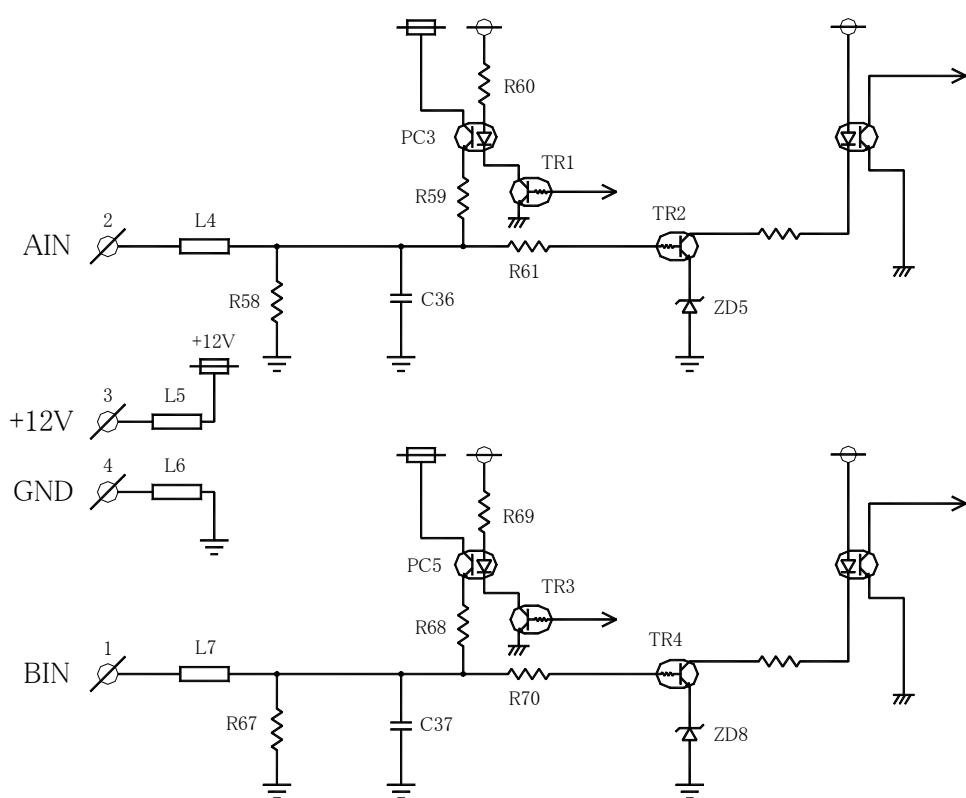 R60
PC3
TR1
R59
2
L4
TR2
AIN
R61
R58
C36
ZD5
+12V
3
L5
+12V
4
L6
GND
R69
PC5
TR3
R68
1
L7
TR4
BIN
R70
R67
C37
ZD8